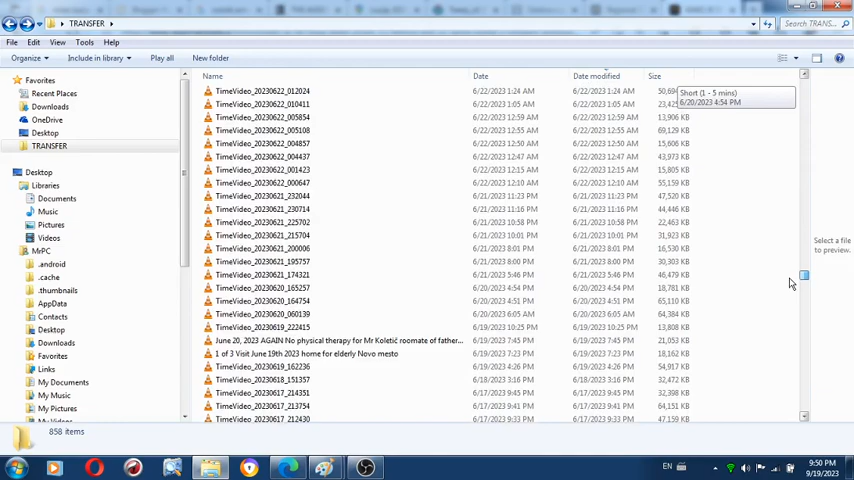 TRANSFER
Search TRANS...
File Edit View Tools Help
Organize Include in library Play all New folder
Favorites
Recent Places
Downloads
OneDrive
Desktop
TRANSFER
Desktop
Libraries
Documents
Music
Pictures
Videos
MrPC
.android
.cache
.thumbnails
AppData
Contacts
Desktop
Downloads
Favorites
Links
My Documents
My Music
My Pictures
My Videos
Name Date Date modified Size
TimeVideo_20230622_012024 6/22/2023 1:24 AM 6/22/2023 1:24 AM
TimeVideo_20230622_010411 6/22/2023 1:05 AM 6/22/2023 1:05 AM
TimeVideo_20230622_005854 6/22/2023 12:59 AM 6/22/2023 12:59 AM 13,906 KB
TimeVideo_20230622_005108 6/22/2023 12:55 AM 6/22/2023 12:55 AM 69,129 KB
TimeVideo_20230622_004857 6/22/2023 12:50 AM 6/22/2023 12:50 AM 15,606 KB
TimeVideo_20230622_004437 6/22/2023 12:47 AM 6/22/2023 12:47 AM 43,973 KB
TimeVideo_20230622_001423 6/22/2023 12:15 AM 6/22/2023 12:15 AM 15,805 KB
TimeVideo_20230622_000647 6/22/2023 12:10 AM 6/22/2023 12:10 AM 55,159 KB
TimeVideo_20230621_232044 6/21/2023 11:23 PM 6/21/2023 11:23 PM 47,520 KB
TimeVideo_20230621_230714 6/21/2023 11:16 PM 6/21/2023 11:16 PM 44,446 KB
TimeVideo_20230621_225702 6/21/2023 10:58 PM 6/21/2023 10:58 PM 22,463 KB
TimeVideo_20230621_215704 6/21/2023 10:01 PM 6/21/2023 10:01 PM 31,923 KB
TimeVideo_20230621_200006 6/21/2023 8:01 PM 6/21/2023 8:01 PM 16,530 KB
TimeVideo_20230621_195757 6/21/2023 8:00 PM 6/21/2023 8:00 PM 30,303 KB
TimeVideo_20230621_174321 6/21/2023 5:46 PM 6/21/2023 5:46 PM 46,479 KB
TimeVideo_20230620_165257 6/20/2023 4:54 PM 6/20/2023 4:54 PM 18,781 KB
TimeVideo_20230620_164754 6/20/2023 4:51 PM 6/20/2023 4:51 PM 65,110 KB
TimeVideo_20230620_060139 6/20/2023 6:02 AM 6/20/2023 6:02 AM 64,384 KB
TimeVideo_20230619_222415 6/19/2023 10:25 PM 6/19/2023 10:25 PM 13,808 KB
June 20, 2023 AGAIN No physical therapy for Mr Koletič roomate of father... 6/19/2023 7:45 PM 6/19/2023 7:45 PM 21,053 KB
1 of 3 Visit June 19th 2023 home for elderly Novo mesto 6/19/2023 7:23 PM 6/19/2023 7:23 PM 18,162 KB
TimeVideo_20230619_162236 6/19/2023 4:26 PM 6/19/2023 4:26 PM 54,917 KB
TimeVideo_20230618_151357 6/18/2023 3:16 PM 6/18/2023 3:16 PM 32,472 KB
TimeVideo_20230617_214351 6/17/2023 9:45 PM 6/17/2023 9:45 PM 32,398 KB
TimeVideo_20230617_213754 6/17/2023 9:41 PM 6/17/2023 9:41 PM 64,151 KB
TimeVideo_20230617_212430 6/17/2023 9:33 PM 6/17/2023 9:33 PM 47,159 KB
Short (1 - 5 mins)
6/20/2023 4:54 PM
Select a file
to preview.
858 items
EN
9:50 PM
9/19/2023